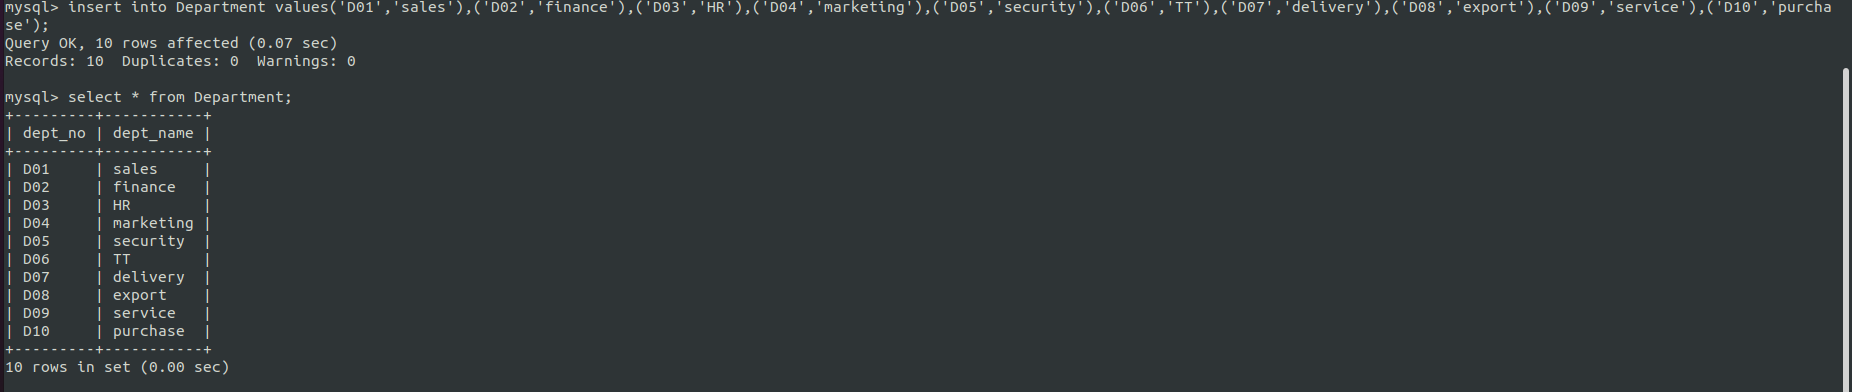 mysql> insert into Department values('D01','sales'),('D02','finance'),('D03','HR'),('D04','marketing'),('D05','security'),('D06','TT'),('D07','delivery'),('D08','export'),('D09','service'),('D10','purcha
se');
Query OK, 10 rows affected (0.07 sec)
Records: 10  Duplicates: 0  Warnings: 0

mysql> select * from Department;
+---------+-----------+
| dept_no | dept_name |
+---------+-----------+
| D01     | sales     |
| D02     | finance   |
| D03     | HR        |
| D04     | marketing |
| D05     | security  |
| D06     | TT        |
| D07     | delivery  |
| D08     | export    |
| D09     | service   |
| D10     | purchase  |
+---------+-----------+
10 rows in set (0.00 sec)